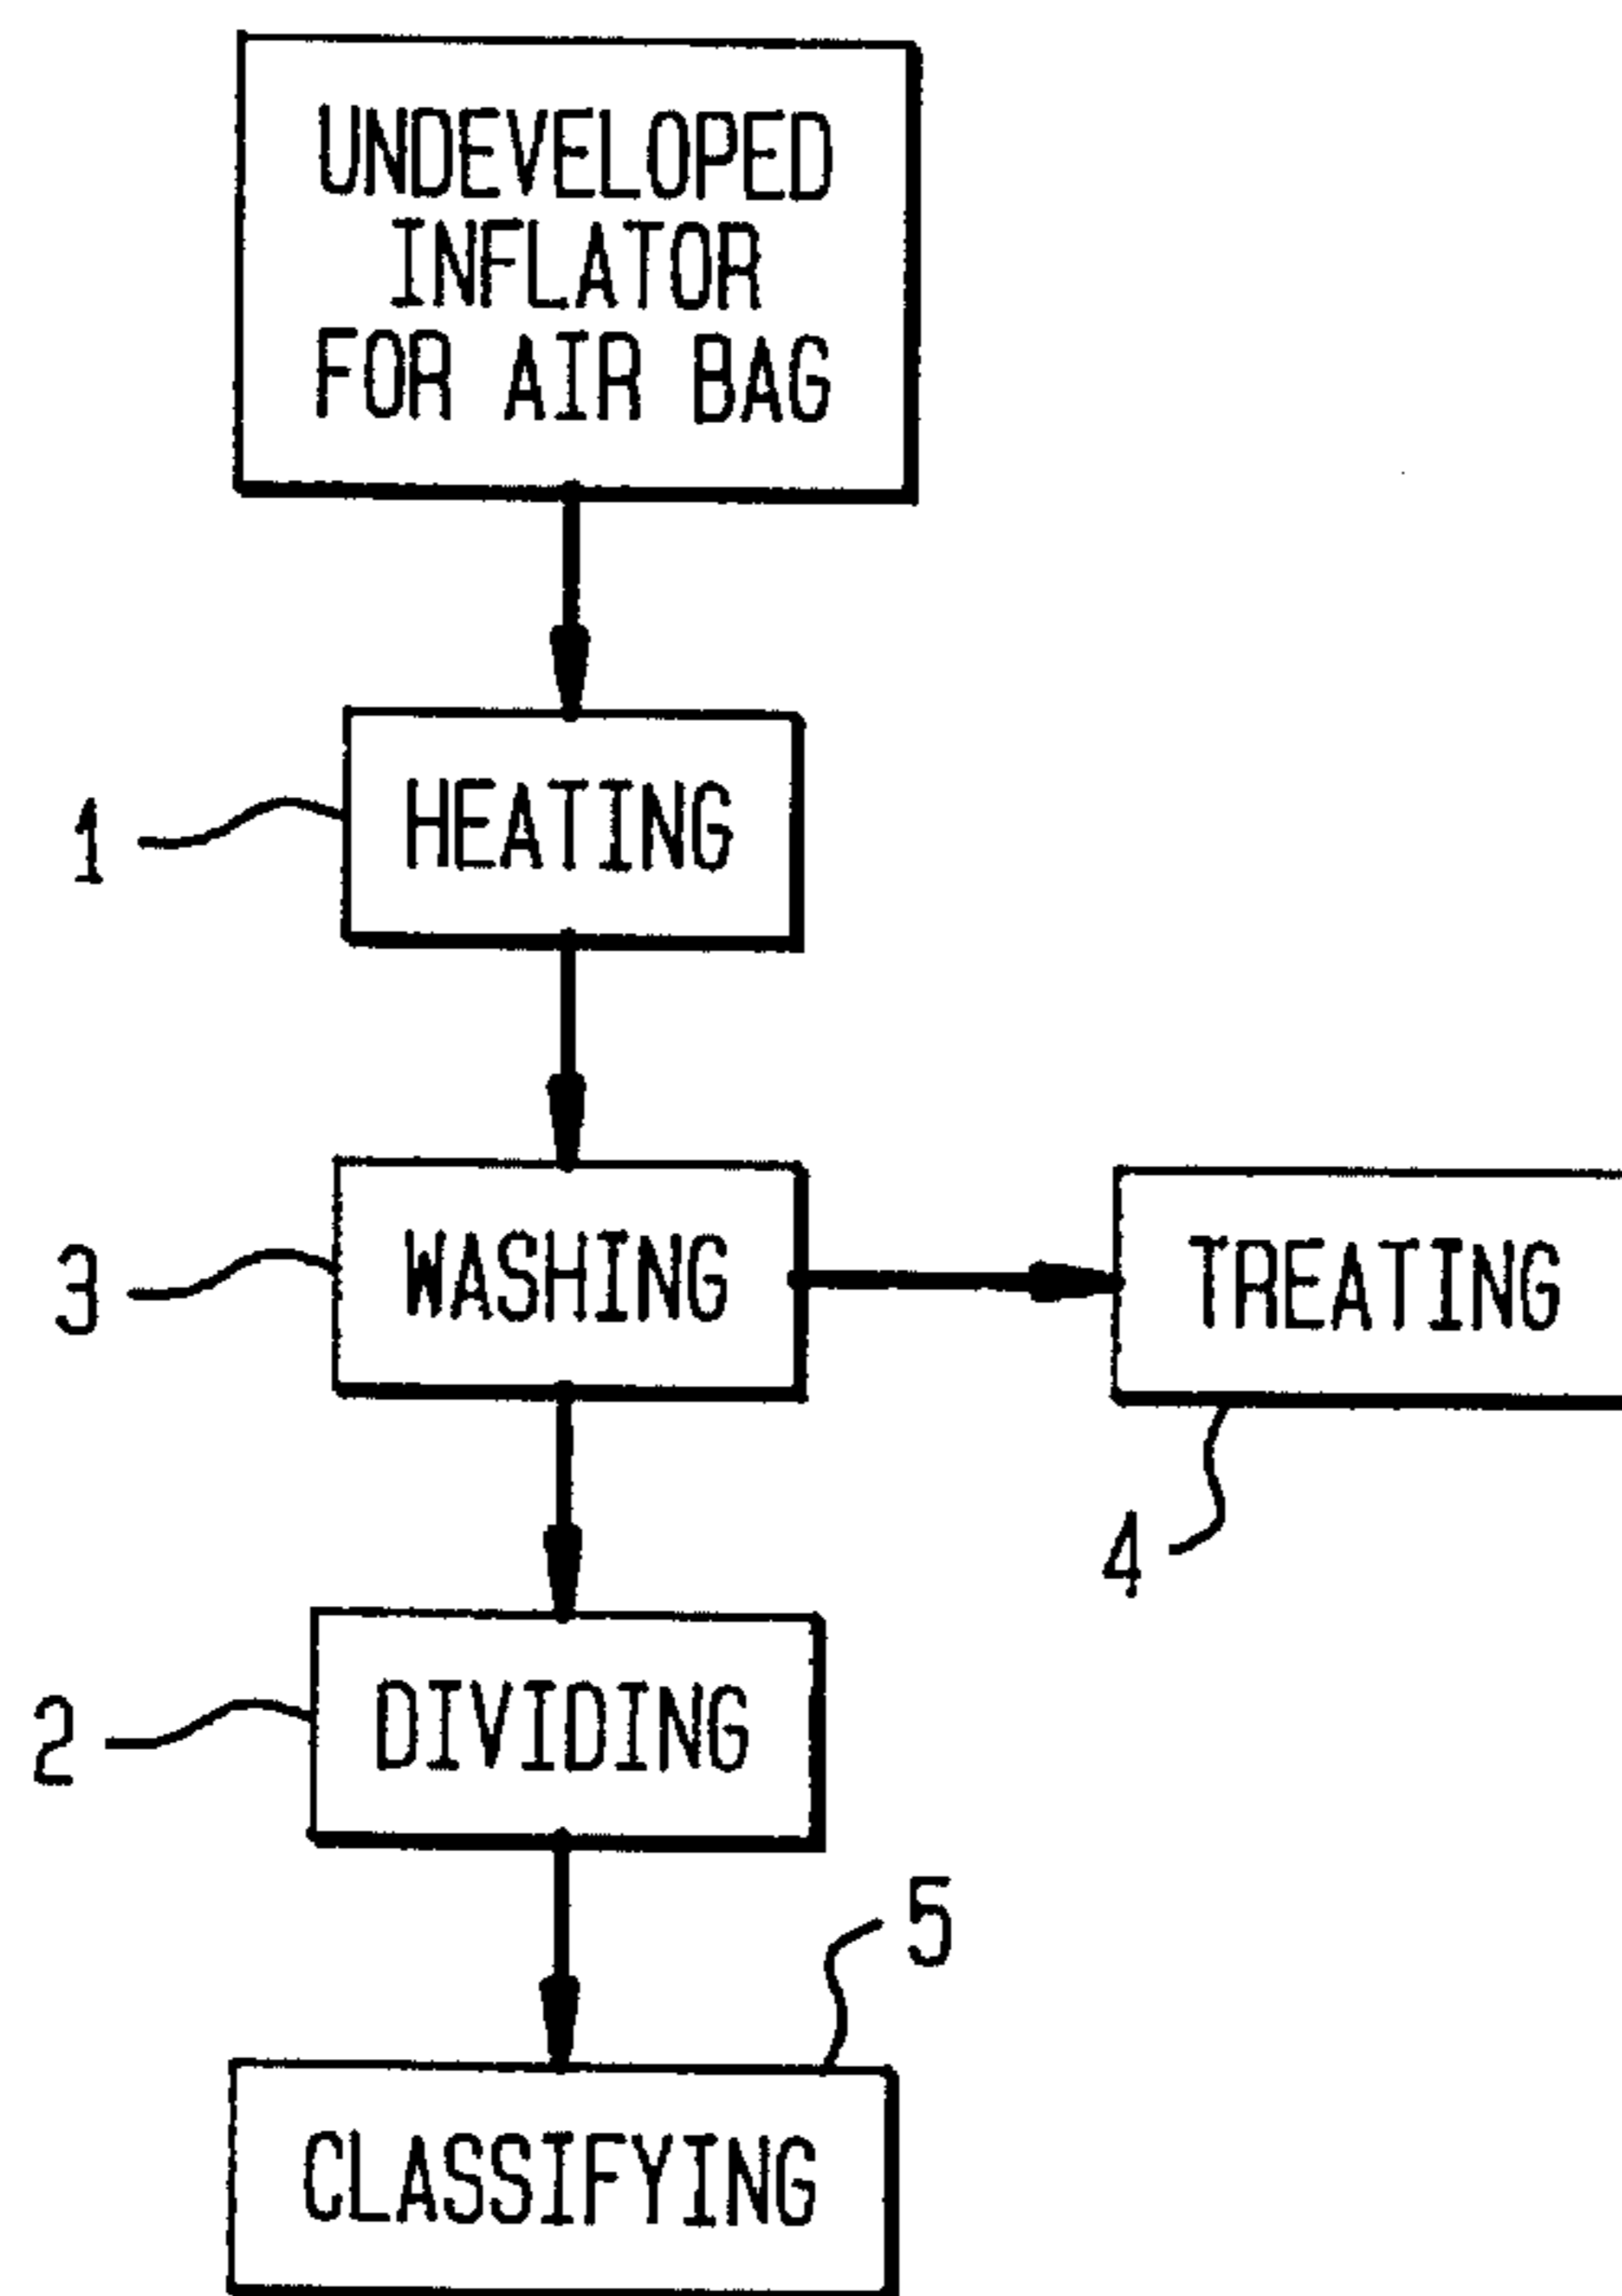 UNDEVELOPED
INFLATOR
FOR AIR BAG
1
HEATING
3
WASHING
TREATING
4
2
DIVIDING
5
CLASSIFYING